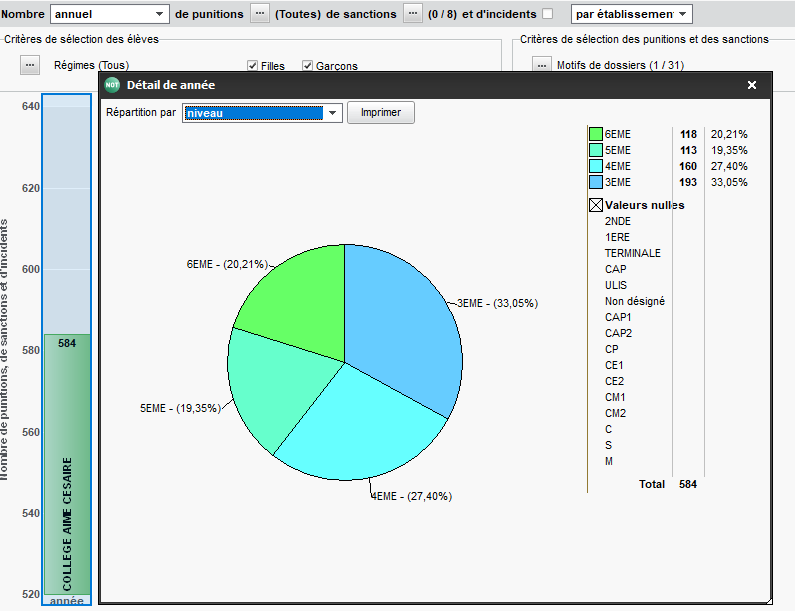 Nombre annuel de punitions ... (Toutes) de sanctions ... (0 / 8) et d'incidents par établissement
Critères de sélection des élèves
Critères de sélection des punitions et des sanctions
... Régimes (Tous) Filles Garçons
... Motifs de dossiers (1 / 31)
NOT Détail de année
Répartition par niveau Imprimer
640
620
600
580
560
540
520
Nombre de punitions, de sanctions et d'incidents
584
COLLEGE AIME CESAIRE
année
6EME - (20,21%)
3EME - (33,05%)
5EME - (19,35%)
4EME - (27,40%)
6EME 118 20,21%
5EME 113 19,35%
4EME 160 27,40%
3EME 193 33,05%
Valeurs nulles
2NDE
1ERE
TERMINALE
CAP
ULIS
Non désigné
CAP1
CAP2
CP
CE1
CE2
CM1
CM2
C
S
M
Total 584